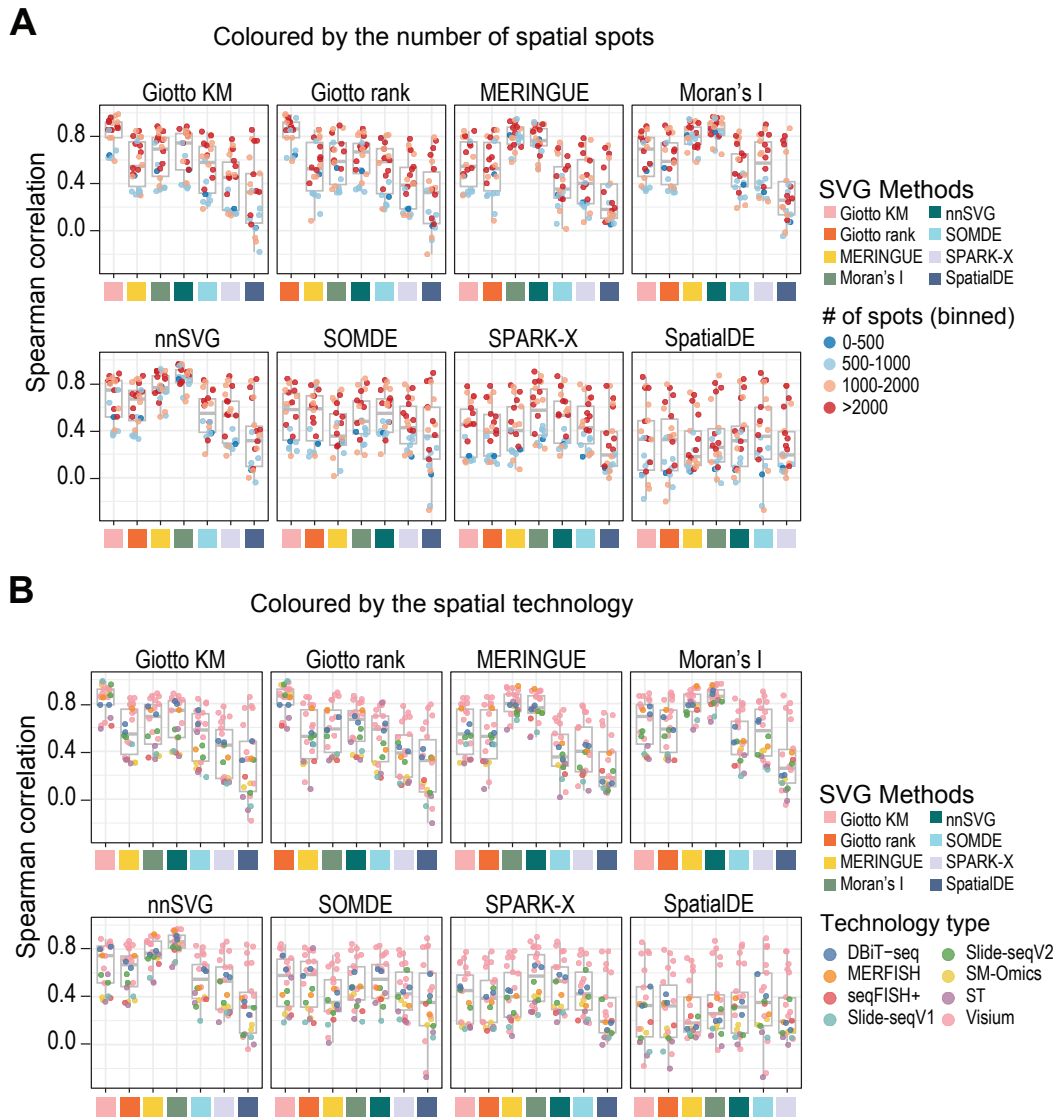 A
Coloured by the number of spatial spots
Giotto KM
Giotto rank
MERINGUE
Moran's I
0.8
0.4
0.0
nnSVG
SOMDE
SPARK-X
SpatialDE
0.8
0.4
0.0
Spearman correlation
SVG Methods
Giotto KM
nnSVG
Giotto rank
SOMDE
MERINGUE
SPARK-X
Moran's I
SpatialDE
# of spots (binned)
0-500
500-1000
1000-2000
>2000
B
Coloured by the spatial technology
Giotto KM
Giotto rank
MERINGUE
Moran's I
0.8
0.4
0.0
nnSVG
SOMDE
SPARK-X
SpatialDE
0.8
0.4
0.0
Spearman correlation
SVG Methods
Giotto KM
nnSVG
Giotto rank
SOMDE
MERINGUE
SPARK-X
Moran's I
SpatialDE
Technology type
DBiT−seq
Slide-seqV2
MERFISH
SM-Omics
seqFISH+
ST
Slide-seqV1
Visium